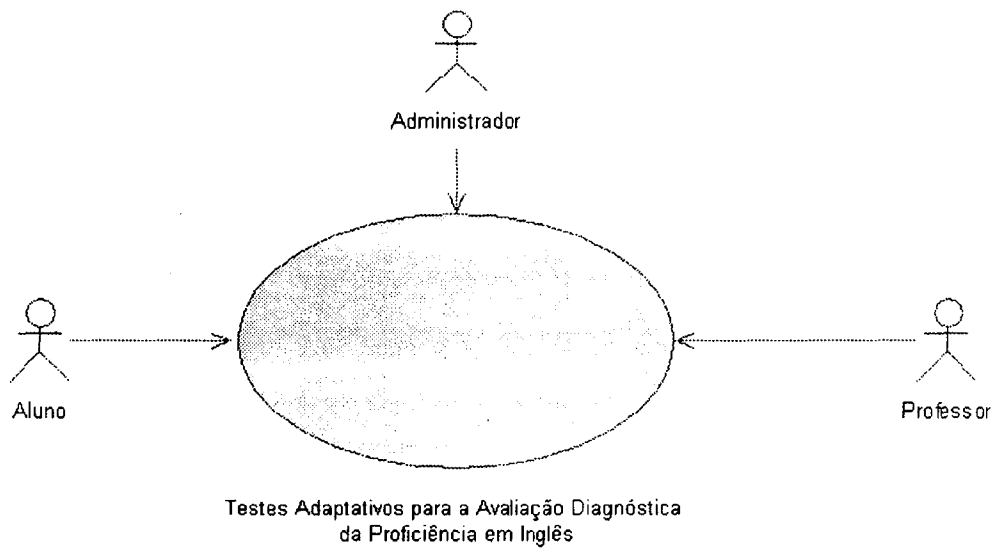 Administrador
Aluno
Professor
Testes Adaptativos para a Avaliação Diagnóstica
da Proficiência em Inglês